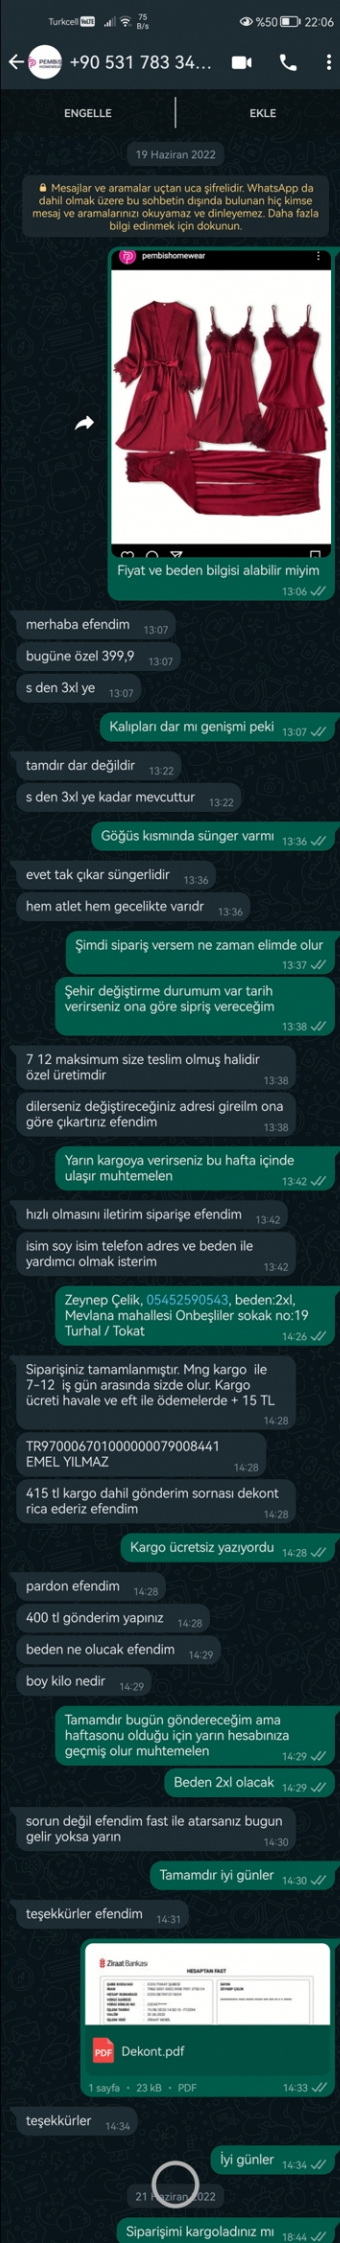 Turkcell VoLTE 75 B/s %50 22:06
PEMBİŞ +90 531 783 34...
ENGELLE EKLE
19 Haziran 2022
Mesajlar ve aramalar uçtan uca şifrelidir. WhatsApp da
dahil olmak üzere bu sohbetin dışında bulunan hiç kimse
mesaj ve aramalarınızı okuyamaz ve dinleyemez. Daha fazla
bilgi edinmek için dokunun.
pembishomewear
Fiyat ve beden bilgisi alabilir miyim
13:06
merhaba efendim 13:07
bugüne özel 399,9 13:07
s den 3xl ye 13:07
Kalıpları dar mı genişmi peki 13:07
tamdır dar değildir 13:22
s den 3xl ye kadar mevcuttur 13:22
Göğüs kısmında sünger varmı 13:36
evet tak çıkar süngerlidir 13:36
hem atlet hem gecelikte varıdr 13:36
Şimdi sipariş versem ne zaman elimde olur
13:37
Şehir değiştirme durumum var tarih
verirseniz ona göre sipriş vereceğim
13:38
7 12 maksimum size teslim olmuş halidir
özel üretimdir
13:38
dilerseniz değiştireceğiniz adresi gireilm ona
göre çıkartırız efendim
13:38
Yarın kargoya verirseniz bu hafta içinde
ulaşır muhtemelen 13:42
hızlı olmasını iletirim siparişe efendim 13:42
isim soy isim telefon adres ve beden ile
yardımcı olmak isterim
13:42
Zeynep Çelik, 05452590543, beden:2xl,
Mevlana mahallesi Onbeşliler sokak no:19
Turhal / Tokat 14:26
Siparişiniz tamamlanmıştır. Mng kargo ile
7-12 iş gün arasında sizde olur. Kargo
ücreti havale ve eft ile ödemelerde + 15 TL
14:28
TR970006701000000079008441
EMEL YILMAZ 14:28
415 tl kargo dahil gönderim sornası dekont
rica ederiz efendim
14:28
Kargo ücretsiz yazıyordu 14:28
pardon efendim 14:28
400 tl gönderim yapınız 14:28
beden ne olucak efendim 14:29
boy kilo nedir 14:29
Tamamdır bugün göndereceğim ama
haftasonu olduğu için yarın hesabınıza
geçmiş olur muhtemelen 14:29
Beden 2xl olacak 14:29
sorun değil efendim fast ile atarsanız bugun
gelir yoksa yarın
14:30
Tamamdır iyi günler 14:30
teşekkürler efendim 14:31
Ziraat Bankası
HESAPTAN FAST
PDF Dekont.pdf
1 sayfa • 23 kB • PDF 14:33
teşekkürler 14:34
İyi günler 14:34
21 Haziran 2022
Siparişimi kargoladınız mı 18:44